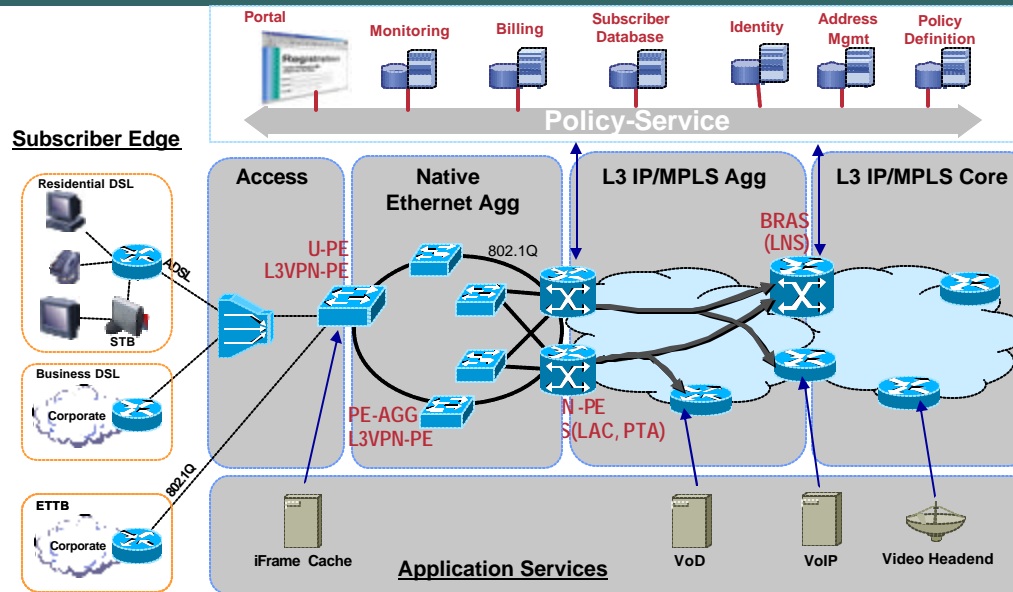 Portal
Monitoring
Billing
Subscriber
Database
Identity
Address
Mgmt
Policy
Definition
Registration
Policy-Service
Subscriber Edge
Access
Native
Ethernet Agg
L3 IP/MPLS Agg
L3 IP/MPLS Core
Residential DSL
ADSL
STB
U-PE
L3VPN-PE
802.1Q
BRAS
(LNS)
Business DSL
Corporate
PE-AGG
L3VPN-PE
N -PE
S(LAC, PTA)
802.1Q
ETTB
Corporate
iFrame Cache
VoD
VoIP
Video Headend
Application Services